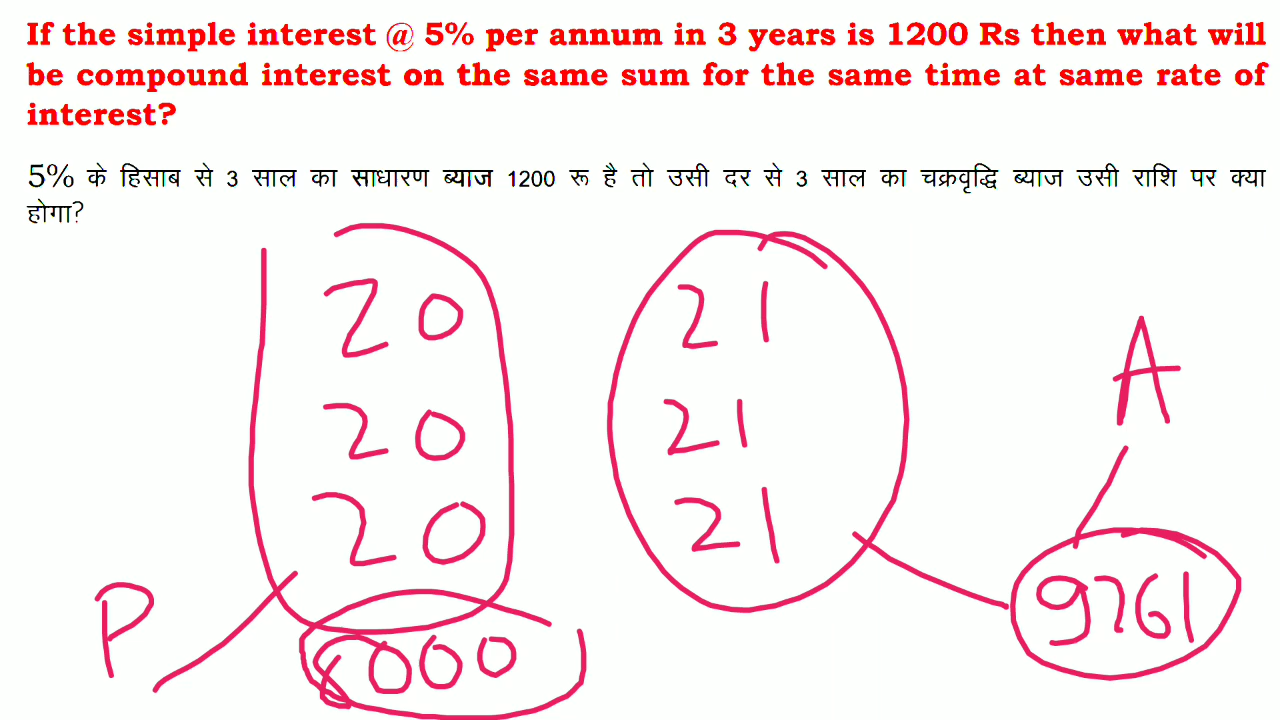 If the simple interest @ 5% per annum in 3 years is 1200 Rs then what will
be compound interest on the same sum for the same time at same rate of
interest?
5% के हिसाब से 3 साल का साधारण ब्याज 1200 रू है तो उसी दर से 3 साल का चक्रवृद्धि ब्याज उसी राशि पर क्या
होगा?
20 21
A
20 21
20 21
P
8000 9261